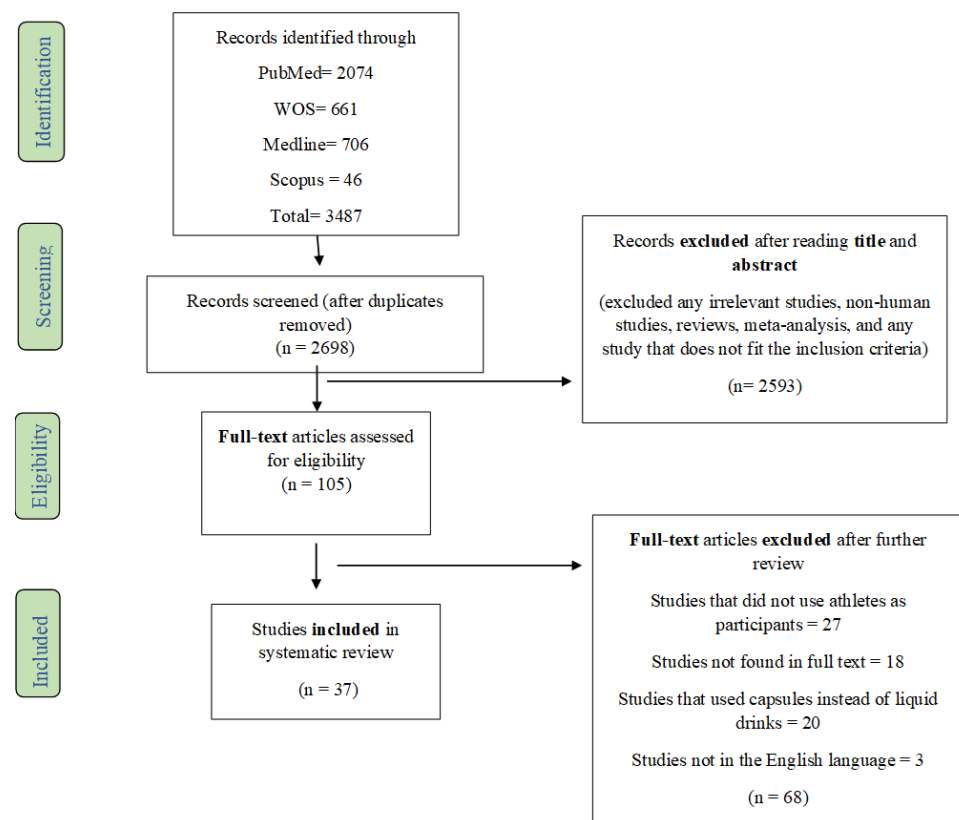 Identification
Records identified through
PubMed= 2074
WOS= 661
Medline= 706
Scopus = 46
Total= 3487
Screening
Records screened (after duplicates
removed)
(n = 2698)
Records excluded after reading title and
abstract
(excluded any irrelevant studies, non-human
studies, reviews, meta-analysis, and any
study that does not fit the inclusion criteria)
(n= 2593)
Eligibility
Full-text articles assessed
for eligibility
(n = 105)
Full-text articles excluded after further
review
Studies that did not use athletes as
participants = 27
Studies not found in full text = 18
Studies that used capsules instead of liquid
drinks = 20
Studies not in the English language = 3
(n = 68)
Included
Studies included in
systematic review
(n = 37)